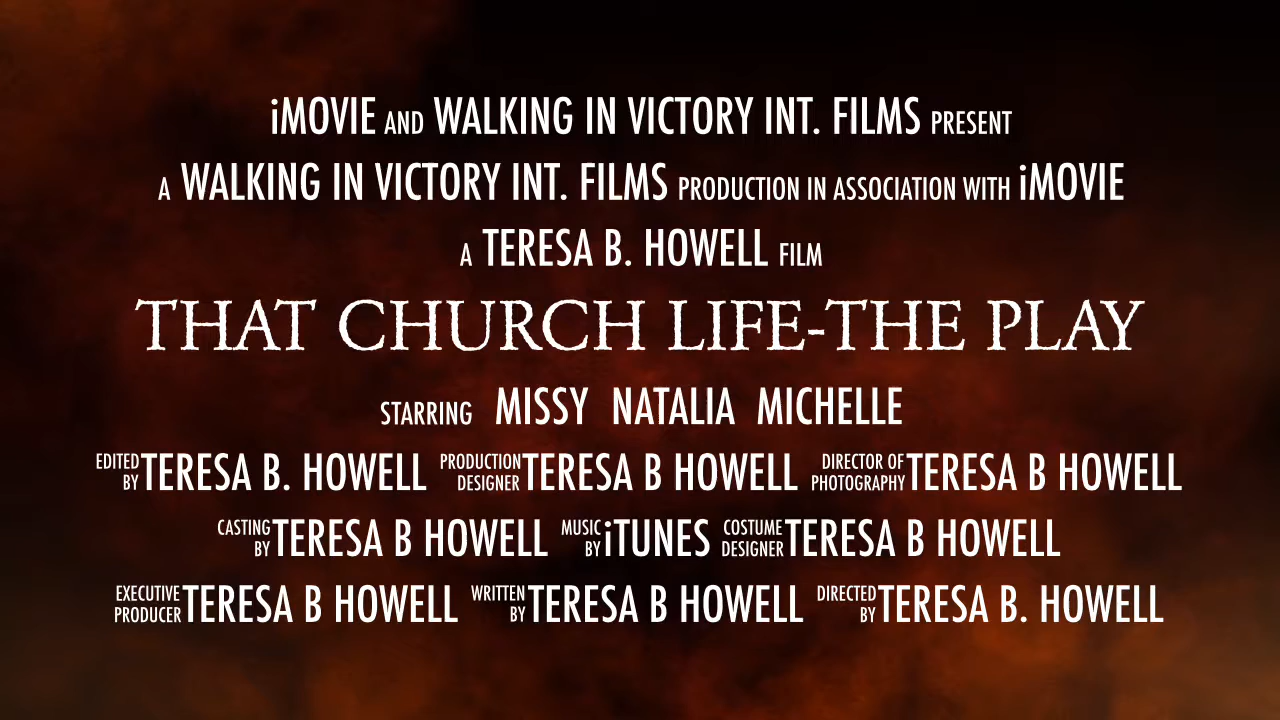 iMOVIE AND WALKING IN VICTORY INT. FILMS PRESENT
A WALKING IN VICTORY INT. FILMS PRODUCTION IN ASSOCIATION WITH iMOVIE
A TERESA B. HOWELL FILM
THAT CHURCH LIFE-THE PLAY
STARRING MISSY NATALIA MICHELLE
EDITED BY TERESA B. HOWELL PRODUCTION DESIGNER TERESA B HOWELL DIRECTOR OF PHOTOGRAPHY TERESA B HOWELL
CASTING BY TERESA B HOWELL MUSIC BY iTUNES COSTUME DESIGNER TERESA B HOWELL
EXECUTIVE PRODUCER TERESA B HOWELL WRITTEN BY TERESA B HOWELL DIRECTED BY TERESA B. HOWELL